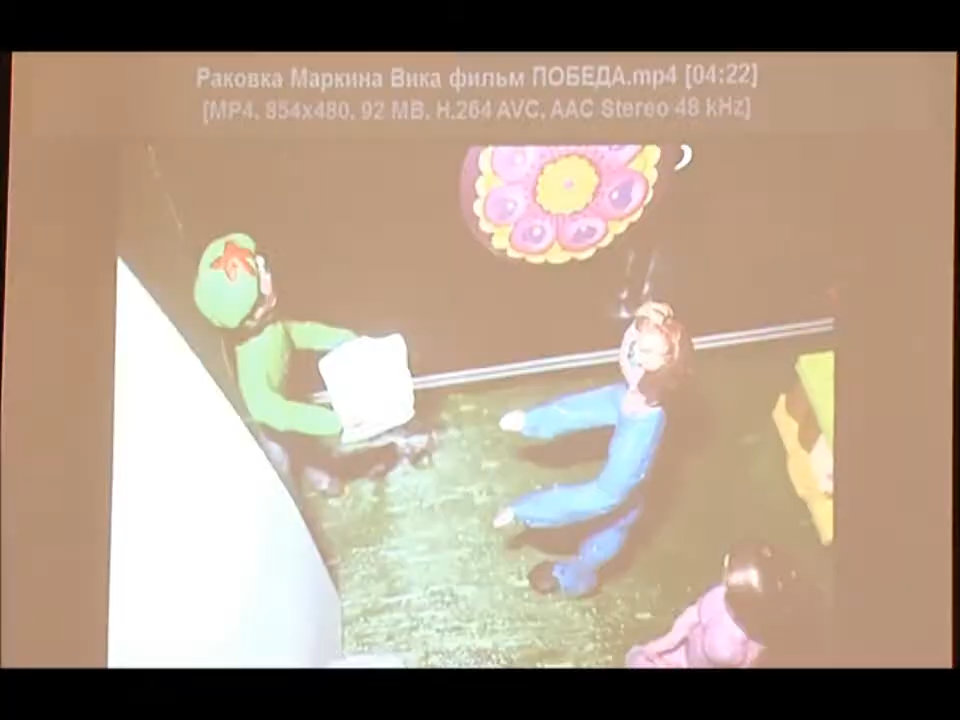 Раковка Маркина Вика фильм ПОБЕДА.mp4 [04:22]
[MP4, 854x480, 92 MB, H.264 AVC, AAC Stereo 48 kHz]